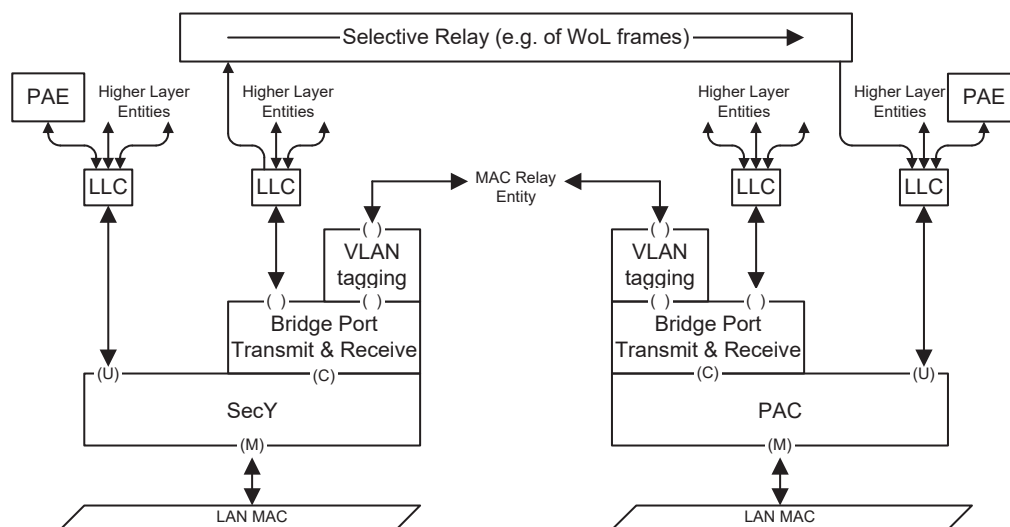 Selective Relay (e.g. of WoL frames)
PAE
Higher Layer
Entities
Higher Layer
Entities
Higher Layer
Entities
Higher Layer
Entities
PAE
LLC
LLC
MAC Relay
Entity
LLC
LLC
( )
( )
VLAN
tagging
VLAN
tagging
( )
( )
( )
( )
Bridge Port
Transmit & Receive
Bridge Port
Transmit & Receive
(U)
(C)
(C)
(U)
SecY
PAC
(M)
(M)
LAN MAC
LAN MAC